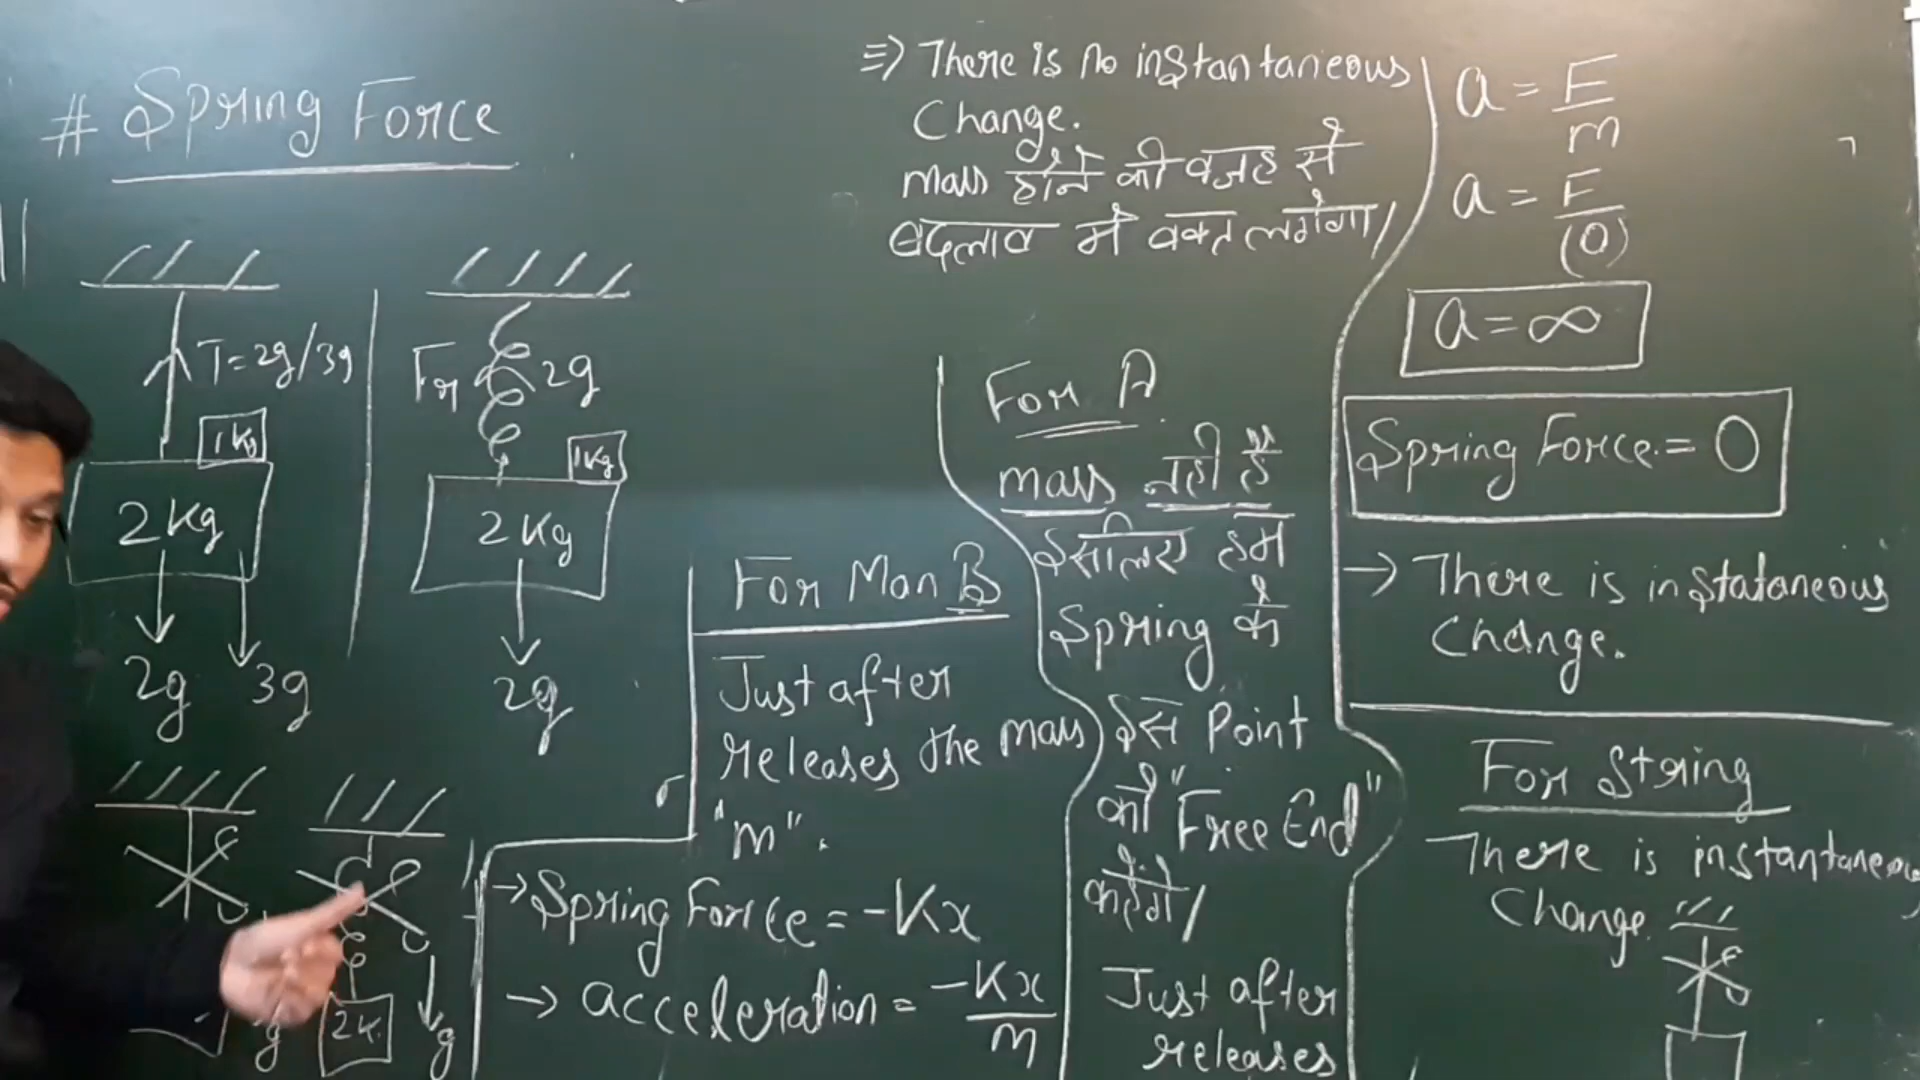 # Spring Force
T=2g/3g
1Kg
2Kg
2g 3g
Fr 2g
1Kg
2Kg
2g
g
2K.
g
For Man B
Just after
releases the mass
"m".
→ Spring Force = -Kx
→ acceleration = -Kx/m
⇒ There is no instantaneous
Change.
mass होने की वजह से
बदलाव में वक्त लगेगा/
For A
mass नही है
इसलिए हम
Spring के
इस Point
को "Free End"
कहेंगे/
Just after
releases
a = F/m
a = F/(0)
a = ∞
Spring Force = 0
→ There is instataneous
Change.
For String
There is instantaneous
Change.